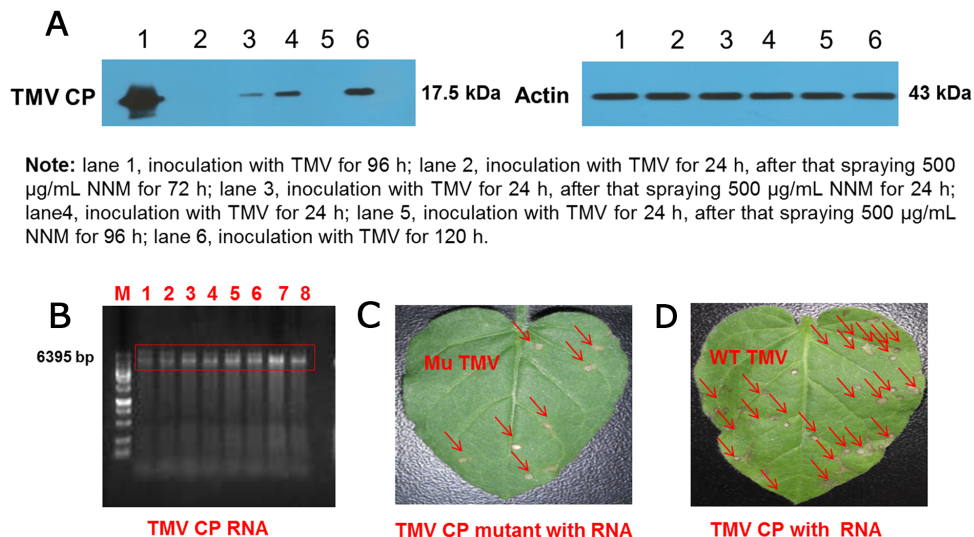 A
1 2 3 4 5 6
1 2 3 4 5 6
TMV CP
17.5 kDa
Actin
43 kDa
Note: lane 1, inoculation with TMV for 96 h; lane 2, inoculation with TMV for 24 h, after that spraying 500
µg/mL NNM for 72 h; lane 3, inoculation with TMV for 24 h, after that spraying 500 µg/mL NNM for 24 h;
lane4, inoculation with TMV for 24 h; lane 5, inoculation with TMV for 24 h, after that spraying 500 µg/mL
NNM for 96 h; lane 6, inoculation with TMV for 120 h.
B
M 1 2 3 4 5 6 7 8
6395 bp
TMV CP RNA
C
Mu TMV
TMV CP mutant with RNA
D
WT TMV
TMV CP with RNA